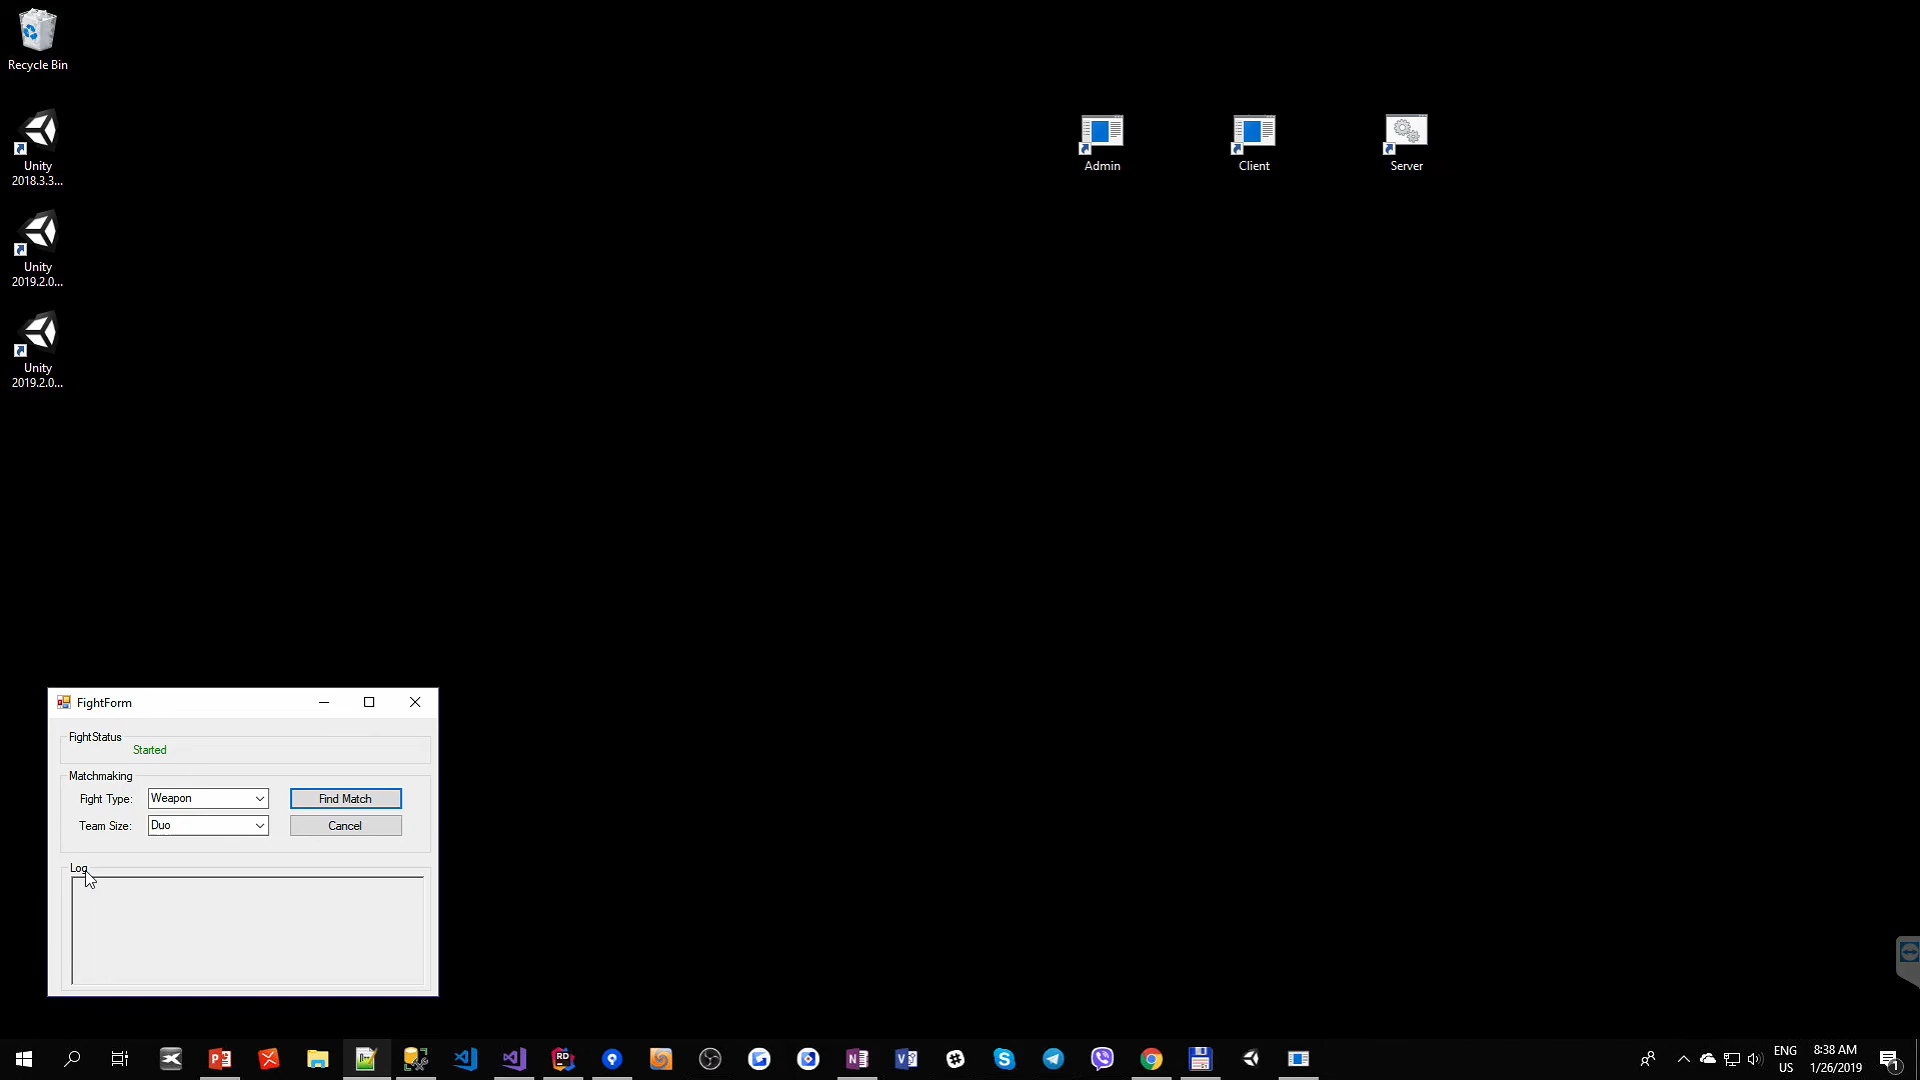 Recycle Bin
Unity
2018.3.3...
Unity
2019.2.0...
Unity
2019.2.0...
Admin
Client
Server
FightForm
FightStatus
Started
Matchmaking
Fight Type:
Weapon
Find Match
Team Size:
Duo
Cancel
Log
ENG
US
8:38 AM
1/26/2019
1